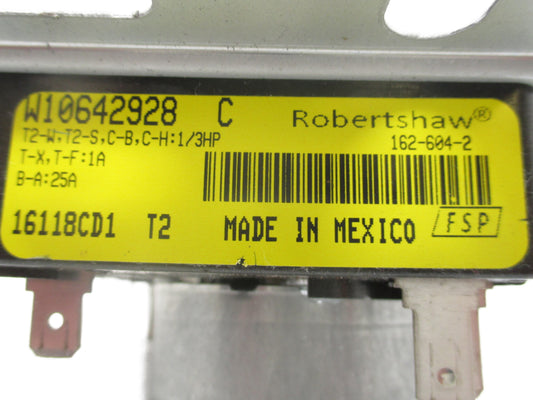 W10642928 C Robertshaw®
T2-W,T2-S,C-B,C-H:1/3HP 162-604-2
T-X,T-F:1A
B-A:25A
16118CD1 T2 MADE IN MEXICO FSP